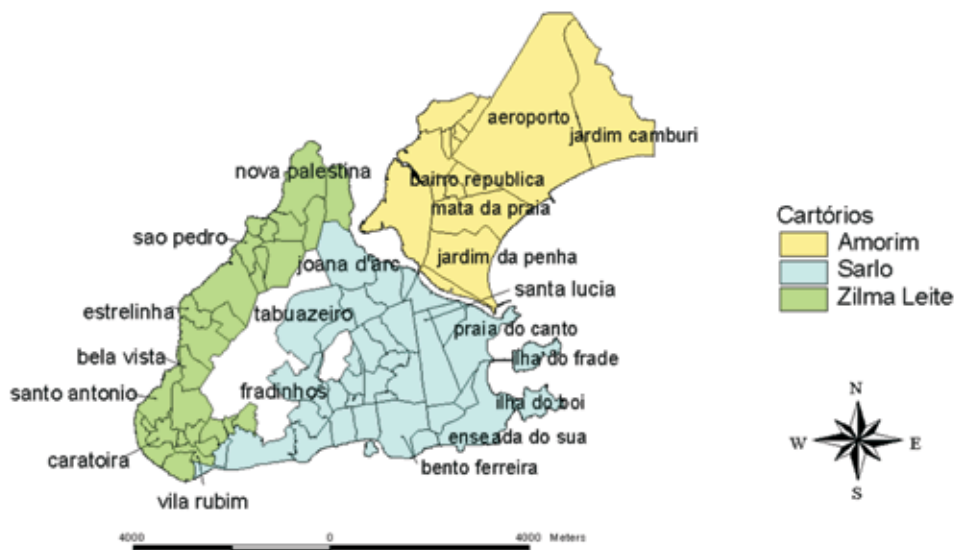 aeroporto
jardim camburi
nova palestina
bairro republica
mata da praia
sao pedro
joana d'arc
jardim da penha
santa lucia
estrelinha
tabuazeiro
praia do canto
bela vista
ilha do frade
santo antonio
fradinhos
ilha do boi
enseada do sua
caratoira
bento ferreira
vila rubim
Cartórios
Amorim
Sarlo
Zilma Leite
N
W
E
S
4000 0 4000 Meters